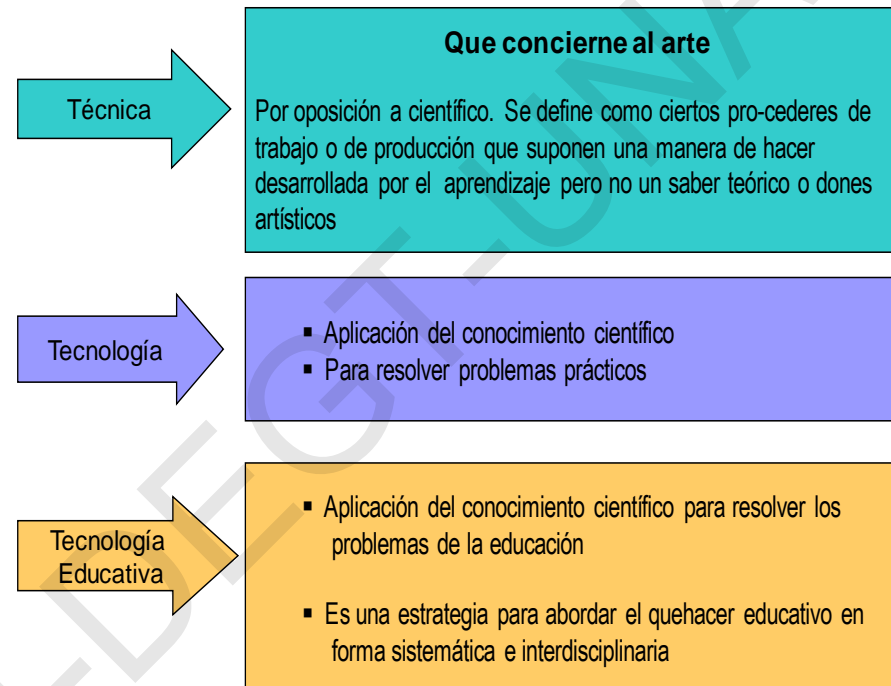 Técnica
Que concierne al arte
Por oposición a científico. Se define como ciertos pro-cederes de
trabajo o de producción que suponen una manera de hacer
desarrollada por el aprendizaje pero no un saber teórico o dones
artísticos
Tecnología
▪ Aplicación del conocimiento científico
▪ Para resolver problemas prácticos
Tecnología
Educativa
▪ Aplicación del conocimiento científico para resolver los
problemas de la educación
▪ Es una estrategia para abordar el quehacer educativo en
forma sistemática e interdisciplinaria
-DEGT-UNA